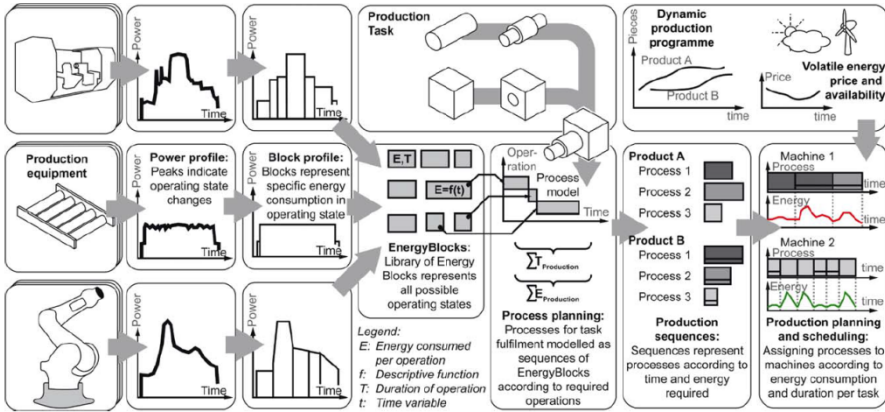 Power
Time
Power
Time
Production
Task
Dynamic
production
programme
Pieces
Product A
Product B
time
Volatile energy
price and
availability
Price
time
Production
equipment
Power profile:
Peaks indicate
operating state
changes
Power
Time
Block profile:
Blocks represent
specific energy
consumption in
operating state
Power
Time
E,T
E=f(t)
EnergyBlocks:
Library of Energy
Blocks represents
all possible
operating states
Oper-
ration
Process
model
Time
∑T Production
∑E Production
Process planning:
Processes for task
fulfilment modelled as
sequences of
EnergyBlocks
according to required
operations
Product A
Process 1
Process 2
Process 3
Product B
Process 1
Process 2
Process 3
Production
sequences:
Sequences represent
processes according to
time and energy
required
Machine 1
Process
time
Energy
time
Machine 2
Process
time
Energy
time
Production planning
and scheduling:
Assigning processes to
machines according to
energy consumption
and duration per task
Power
Time
Power
Time
Legend:
E: Energy consumed
per operation
f: Descriptive function
T: Duration of operation
t: Time variable